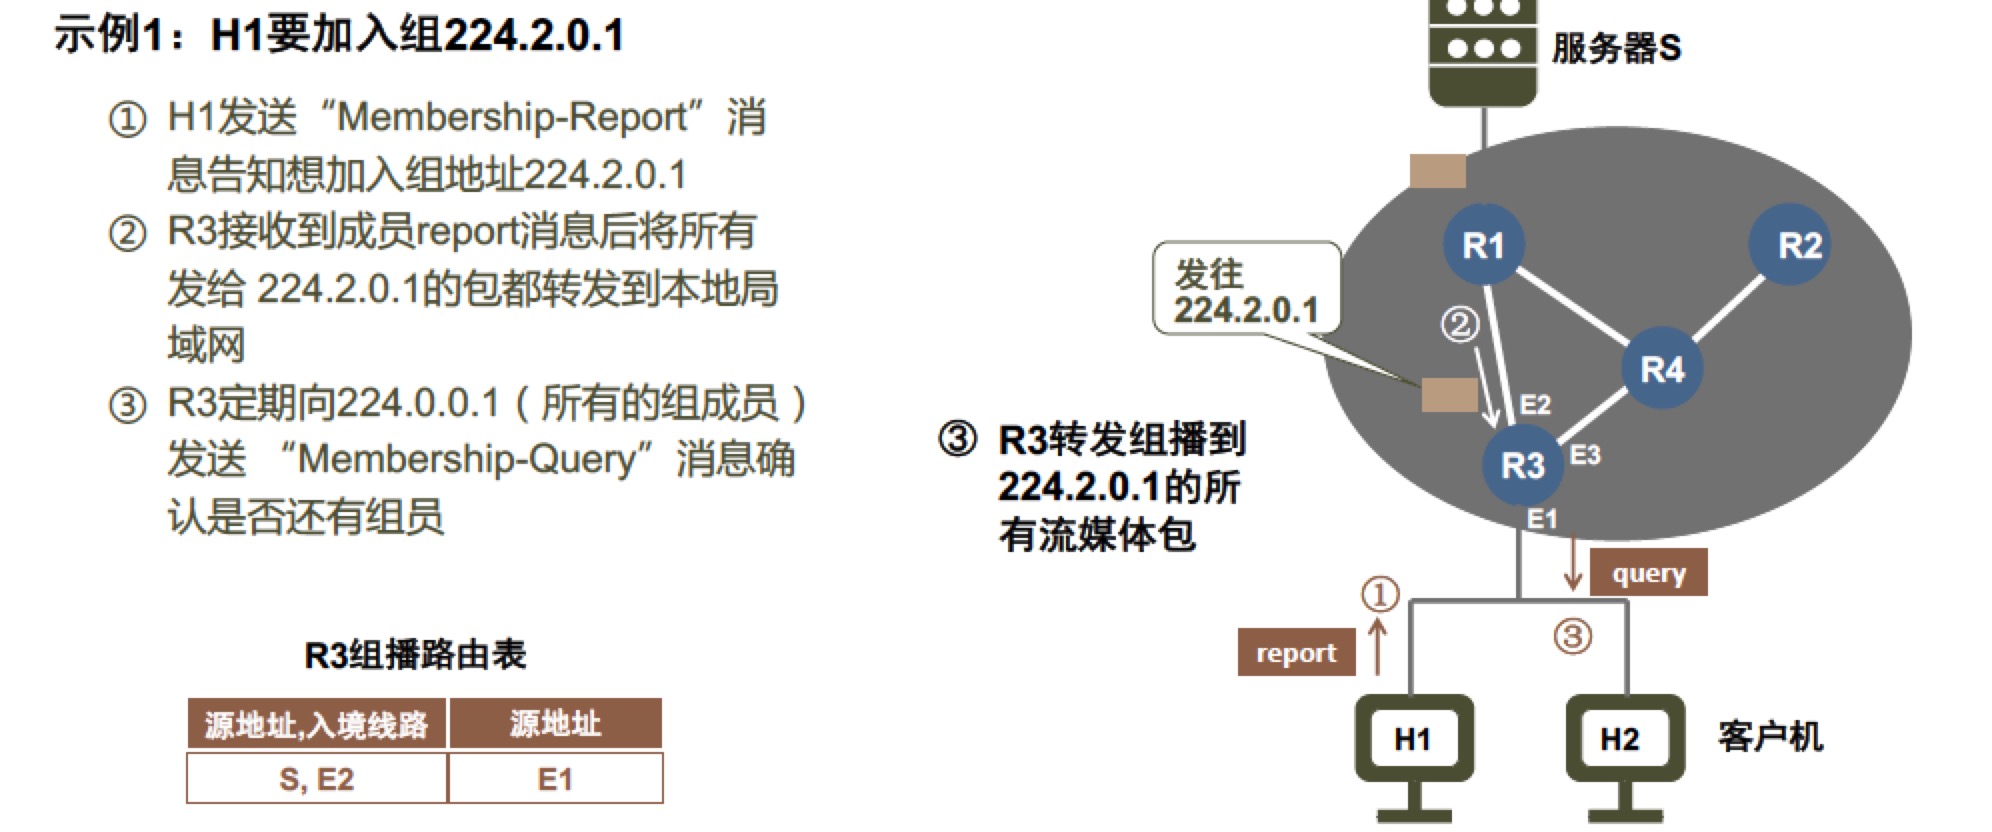 示例1：H1要加入组224.2.0.1
① H1发送“Membership-Report”消
息告知想加入组地址224.2.0.1
② R3接收到成员report消息后将所有
发给 224.2.0.1的包都转发到本地局
域网
③ R3定期向224.0.0.1（所有的组成员）
发送 “Membership-Query”消息确
认是否还有组员
R3组播路由表
源地址,入境线路 源地址
S, E2 E1
服务器S
R1
R2
发往
224.2.0.1
②
R4
E2
③ R3转发组播到
224.2.0.1的所
有流媒体包
R3
E3
E1
query
①
report
③
H1
H2
客户机